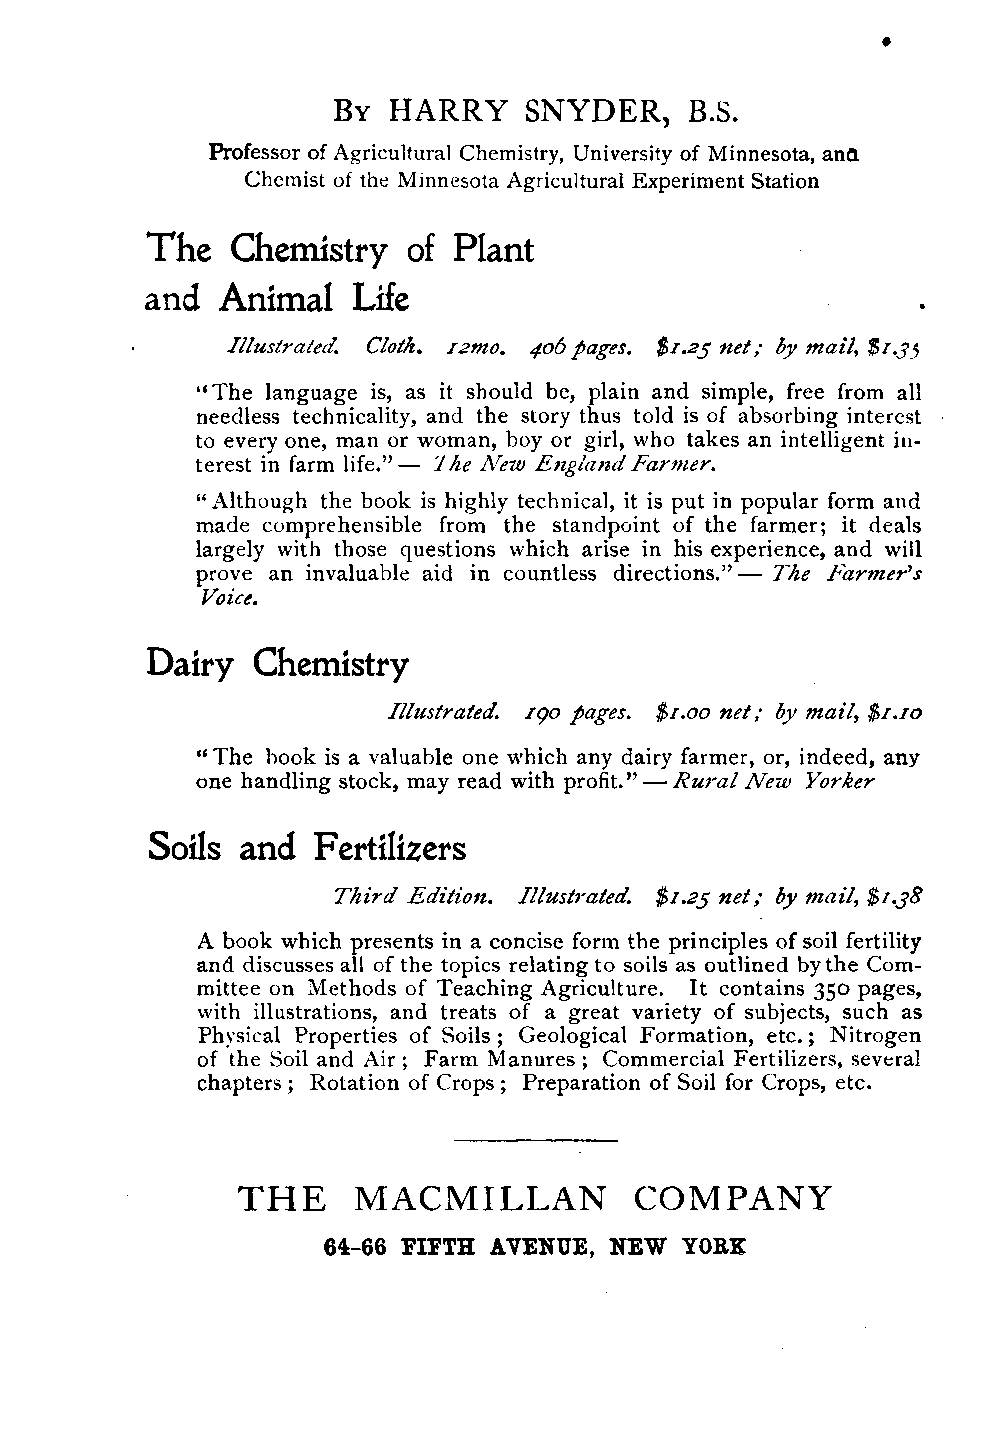 By HARRY SNYDER, B.S.
Professor of Agricultural Chemistry, University of Minnesota, and
Chemist of the Minnesota Agricultural Experiment Station
The Chemistry of Plant
and Animal Life
Illustrated. Cloth. 12mo. 406 pages. $1.25 net; by mail, $1.35
"The language is, as it should be, plain and simple, free from all
needless technicality, and the story thus told is of absorbing interest
to every one, man or woman, boy or girl, who takes an intelligent in-
terest in farm life." — The New England Farmer.
"Although the book is highly technical, it is put in popular form and
made comprehensible from the standpoint of the farmer; it deals
largely with those questions which arise in his experience, and will
prove an invaluable aid in countless directions." — The Farmer's
Voice.
Dairy Chemistry
Illustrated. 190 pages. $1.00 net; by mail, $1.10
"The book is a valuable one which any dairy farmer, or, indeed, any
one handling stock, may read with profit." — Rural New Yorker
Soils and Fertilizers
Third Edition. Illustrated. $1.25 net; by mail, $1.38
A book which presents in a concise form the principles of soil fertility
and discusses all of the topics relating to soils as outlined by the Com-
mittee on Methods of Teaching Agriculture. It contains 350 pages,
with illustrations, and treats of a great variety of subjects, such as
Physical Properties of Soils; Geological Formation, etc.; Nitrogen
of the Soil and Air; Farm Manures; Commercial Fertilizers, several
chapters; Rotation of Crops; Preparation of Soil for Crops, etc.
THE MACMILLAN COMPANY
64-66 FIFTH AVENUE, NEW YORK